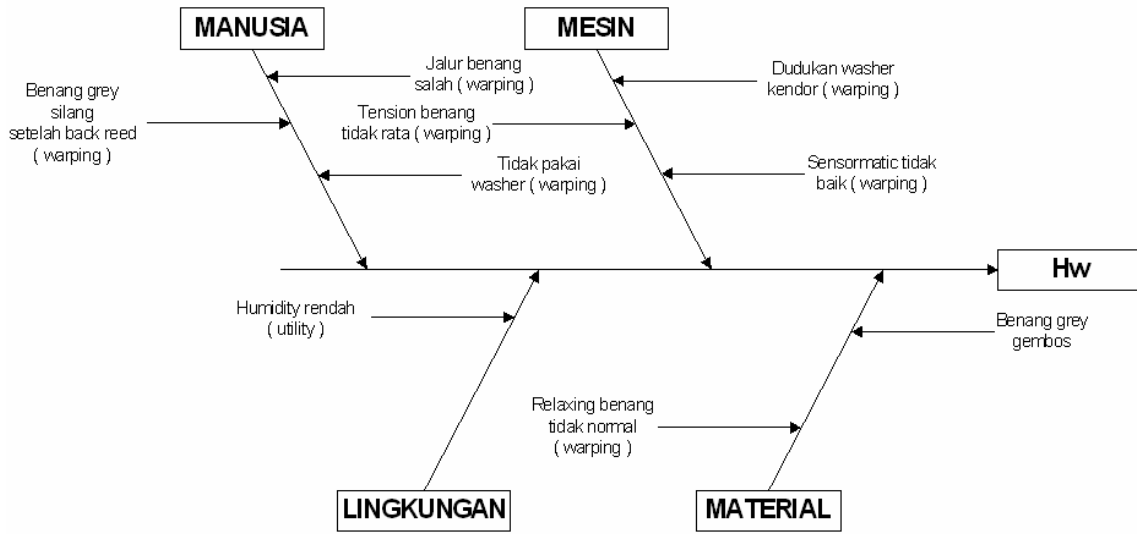 MANUSIA
MESIN
Jalur benang
salah ( warping )
Dudukan washer
kendor ( warping )
Benang grey
silang
setelah back reed
( warping )
Tension benang
tidak rata ( warping )
Tidak pakai
washer ( warping )
Sensormatic tidak
baik ( warping )
Hw
Humidity rendah
( utility )
Benang grey
gembos
Relaxing benang
tidak normal
( warping )
LINGKUNGAN
MATERIAL